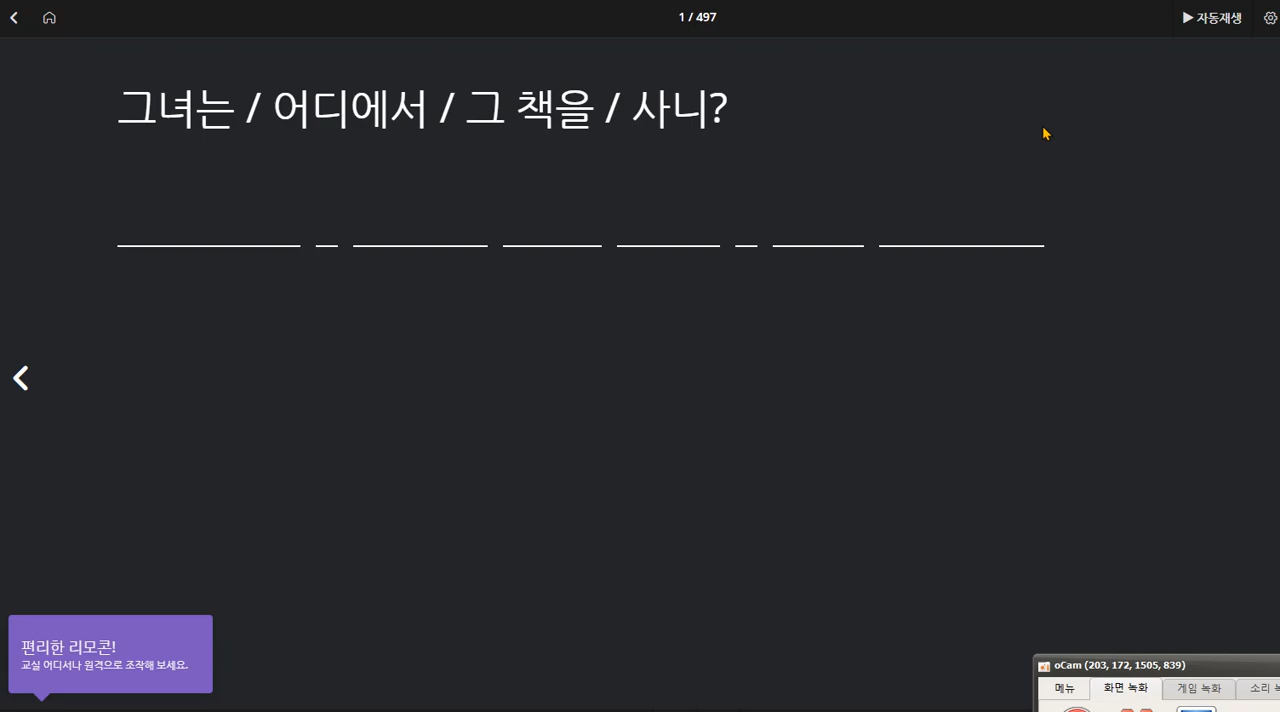 1 / 497
▶ 자동재생
그녀는 / 어디에서 / 그 책을 / 사니?
편리한 리모콘!
교실 어디서나 원격으로 조작해 보세요.
oCam (203, 172, 1505, 839)
메뉴 화면 녹화 게임 녹화 소리